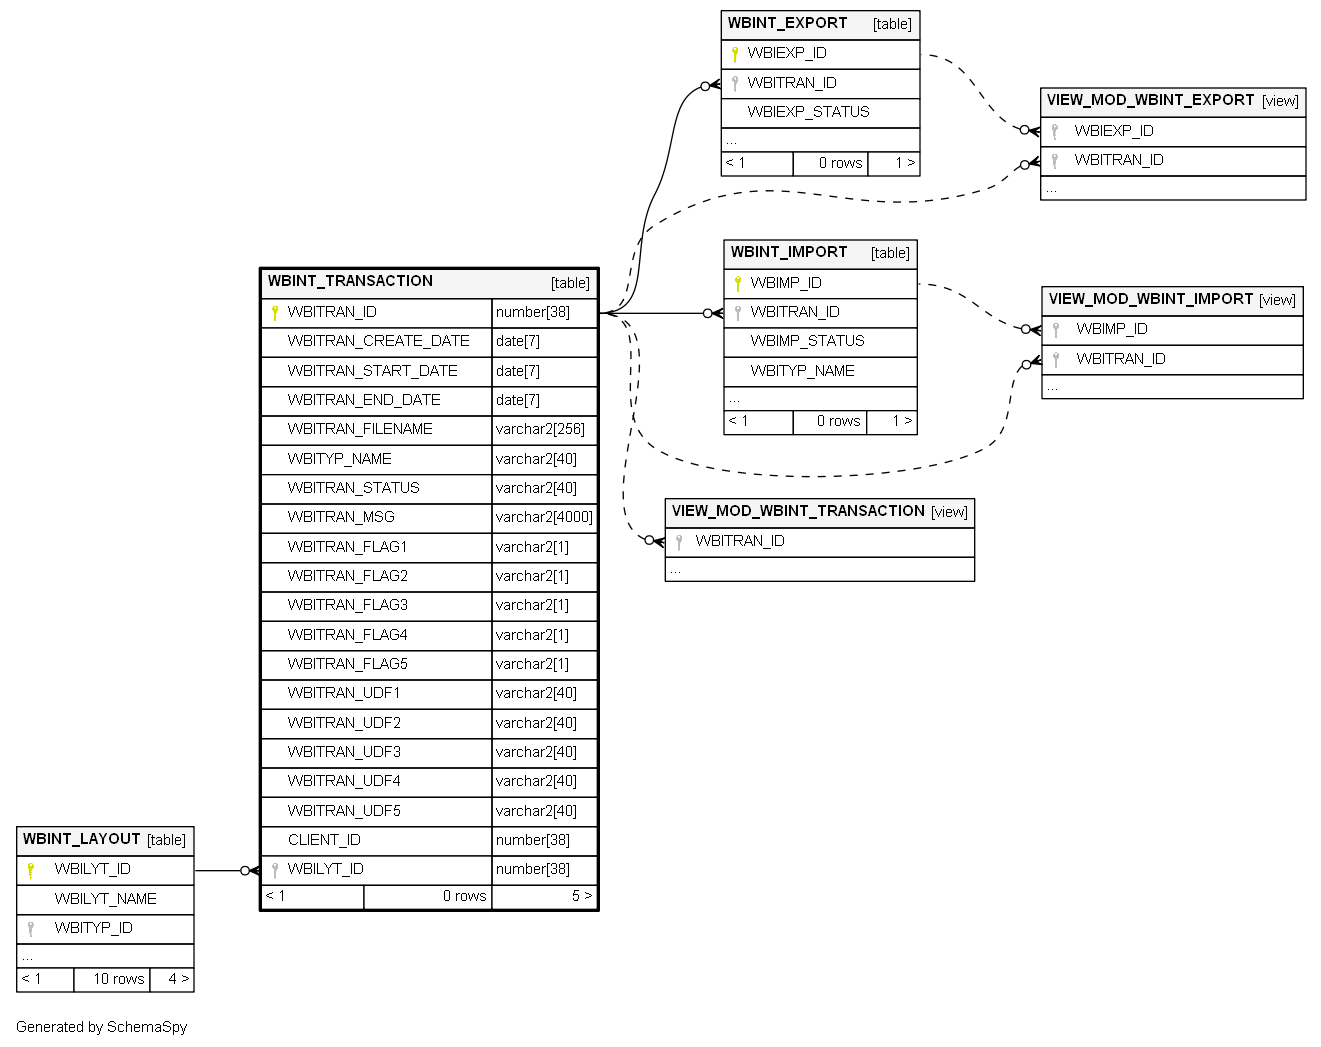 WBINT_EXPORT [table]
WBIEXP_ID
WBITRAN_ID
WBIEXP_STATUS
...
< 1 0 rows 1 >
VIEW_MOD_WBINT_EXPORT [view]
WBIEXP_ID
WBITRAN_ID
...
WBINT_IMPORT [table]
WBIMP_ID
WBITRAN_ID
WBIMP_STATUS
WBITYP_NAME
...
< 1 0 rows 1 >
VIEW_MOD_WBINT_IMPORT [view]
WBIMP_ID
WBITRAN_ID
...
WBINT_TRANSACTION [table]
WBITRAN_ID number[38]
WBITRAN_CREATE_DATE date[7]
WBITRAN_START_DATE date[7]
WBITRAN_END_DATE date[7]
WBITRAN_FILENAME varchar2[256]
WBITYP_NAME varchar2[40]
WBITRAN_STATUS varchar2[40]
WBITRAN_MSG varchar2[4000]
WBITRAN_FLAG1 varchar2[1]
WBITRAN_FLAG2 varchar2[1]
WBITRAN_FLAG3 varchar2[1]
WBITRAN_FLAG4 varchar2[1]
WBITRAN_FLAG5 varchar2[1]
WBITRAN_UDF1 varchar2[40]
WBITRAN_UDF2 varchar2[40]
WBITRAN_UDF3 varchar2[40]
WBITRAN_UDF4 varchar2[40]
WBITRAN_UDF5 varchar2[40]
CLIENT_ID number[38]
WBILYT_ID number[38]
< 1 0 rows 5 >
VIEW_MOD_WBINT_TRANSACTION [view]
WBITRAN_ID
...
WBINT_LAYOUT [table]
WBILYT_ID
WBILYT_NAME
WBITYP_ID
...
< 1 10 rows 4 >
Generated by SchemaSpy